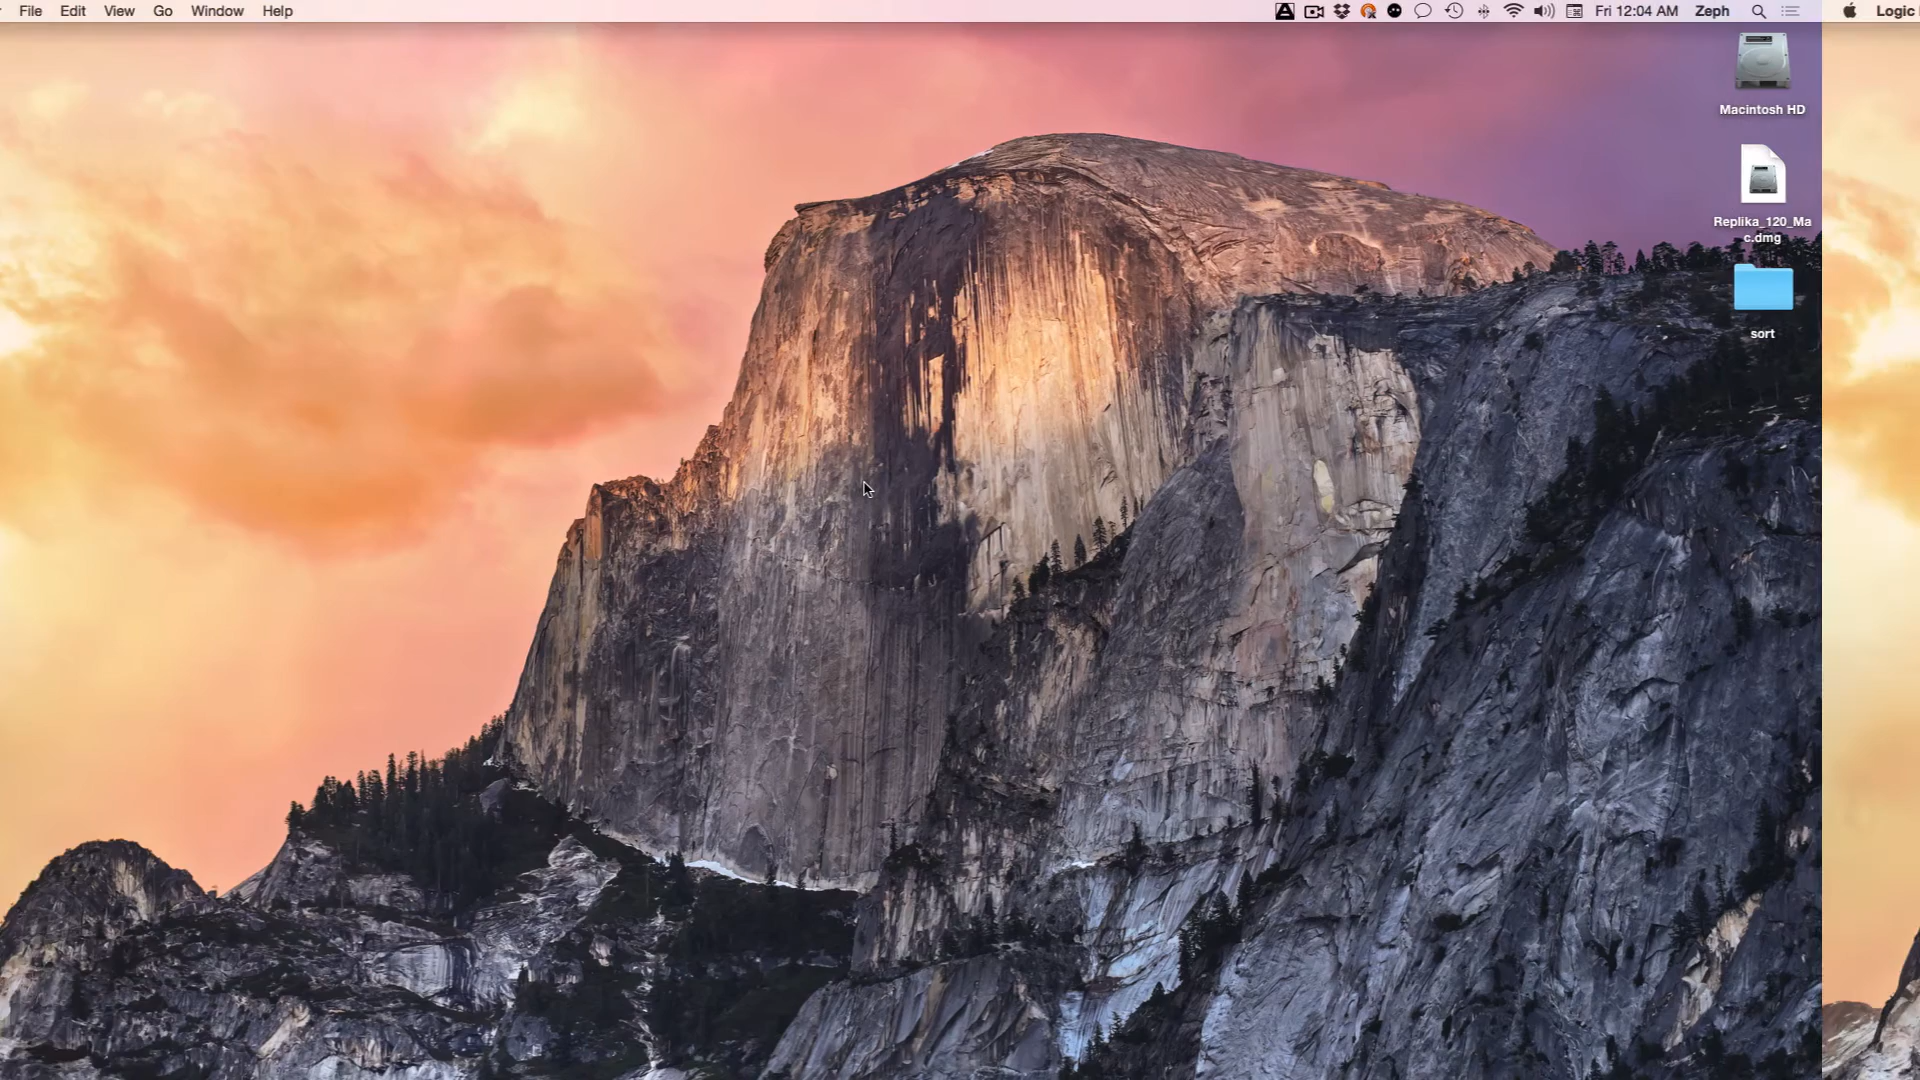 File Edit View Go Window Help Fri 12:04 AM Zeph Logic
Macintosh HD
Replika_120_Ma
c.dmg
sort